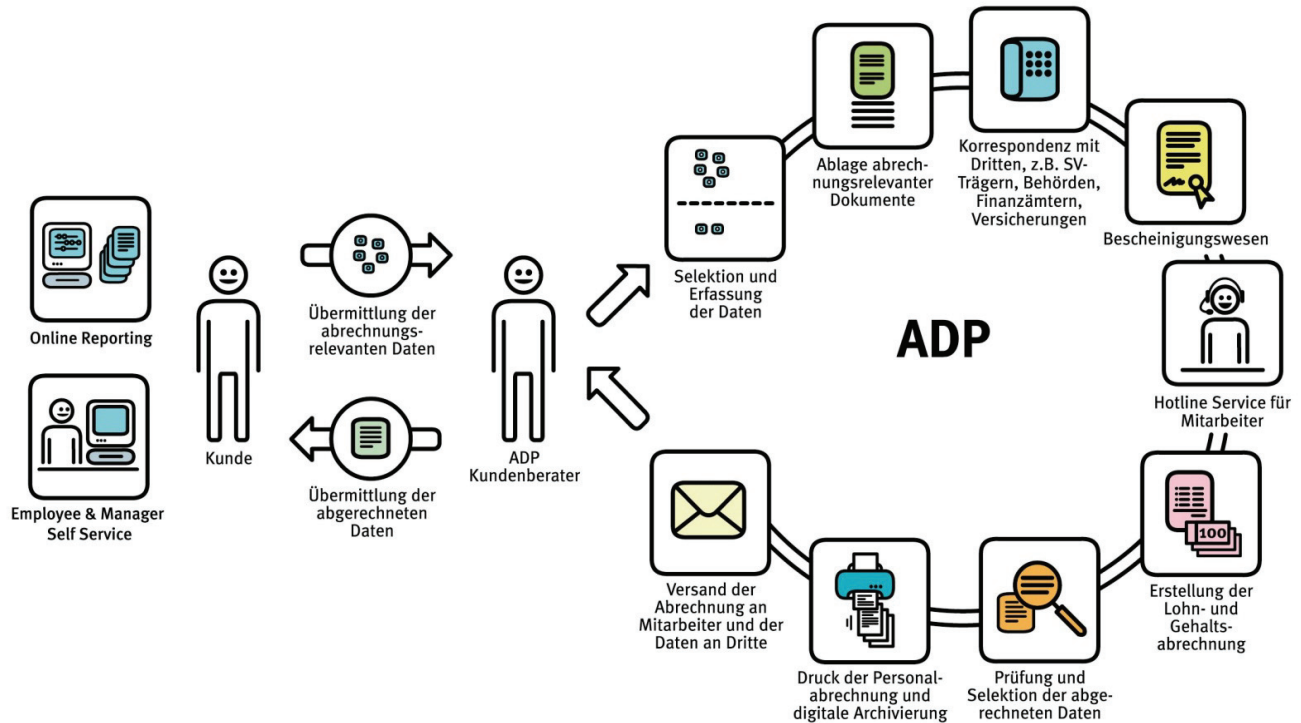 Online Reporting
Employee & Manager
Self Service
Kunde
Übermittlung der
abrechnungs-
relevanten Daten
Übermittlung der
abgerechneten
Daten
ADP
Kundenberater
Selektion und
Erfassung
der Daten
Ablage abrech-
nungsrelevanter
Dokumente
Korrespondenz mit
Dritten, z.B. SV-
Trägern, Behörden,
Finanzämtern,
Versicherungen
Bescheinigungswesen
ADP
Hotline Service für
Mitarbeiter
100
Erstellung der
Lohn- und
Gehalts-
abrechnung
Prüfung und
Selektion der abge-
rechneten Daten
Druck der Personal-
abrechnung und
digitale Archivierung
Versand der
Abrechnung an
Mitarbeiter und der
Daten an Dritte